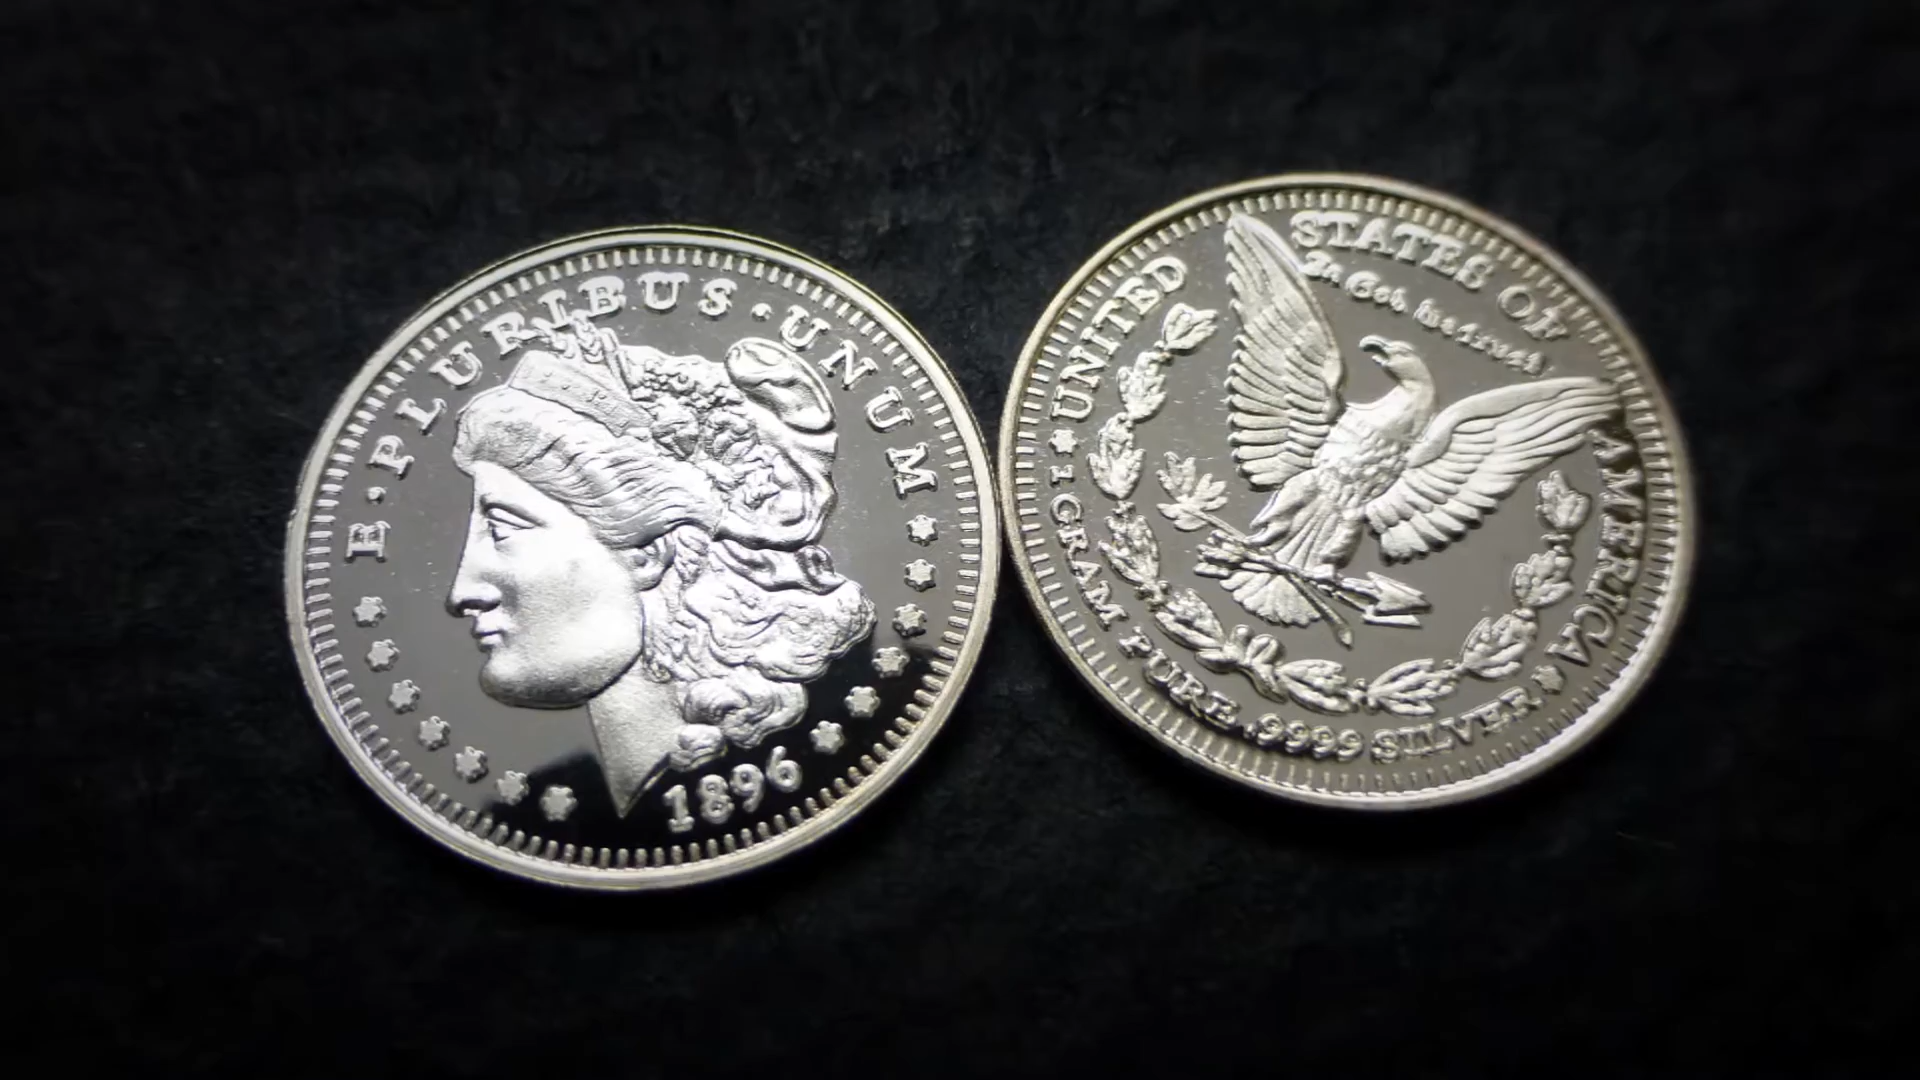 E·PLURIBUS·UNUM
1896
UNITED STATES OF AMERICA
In God we trust
1 GRAM PURE .9999 SILVER